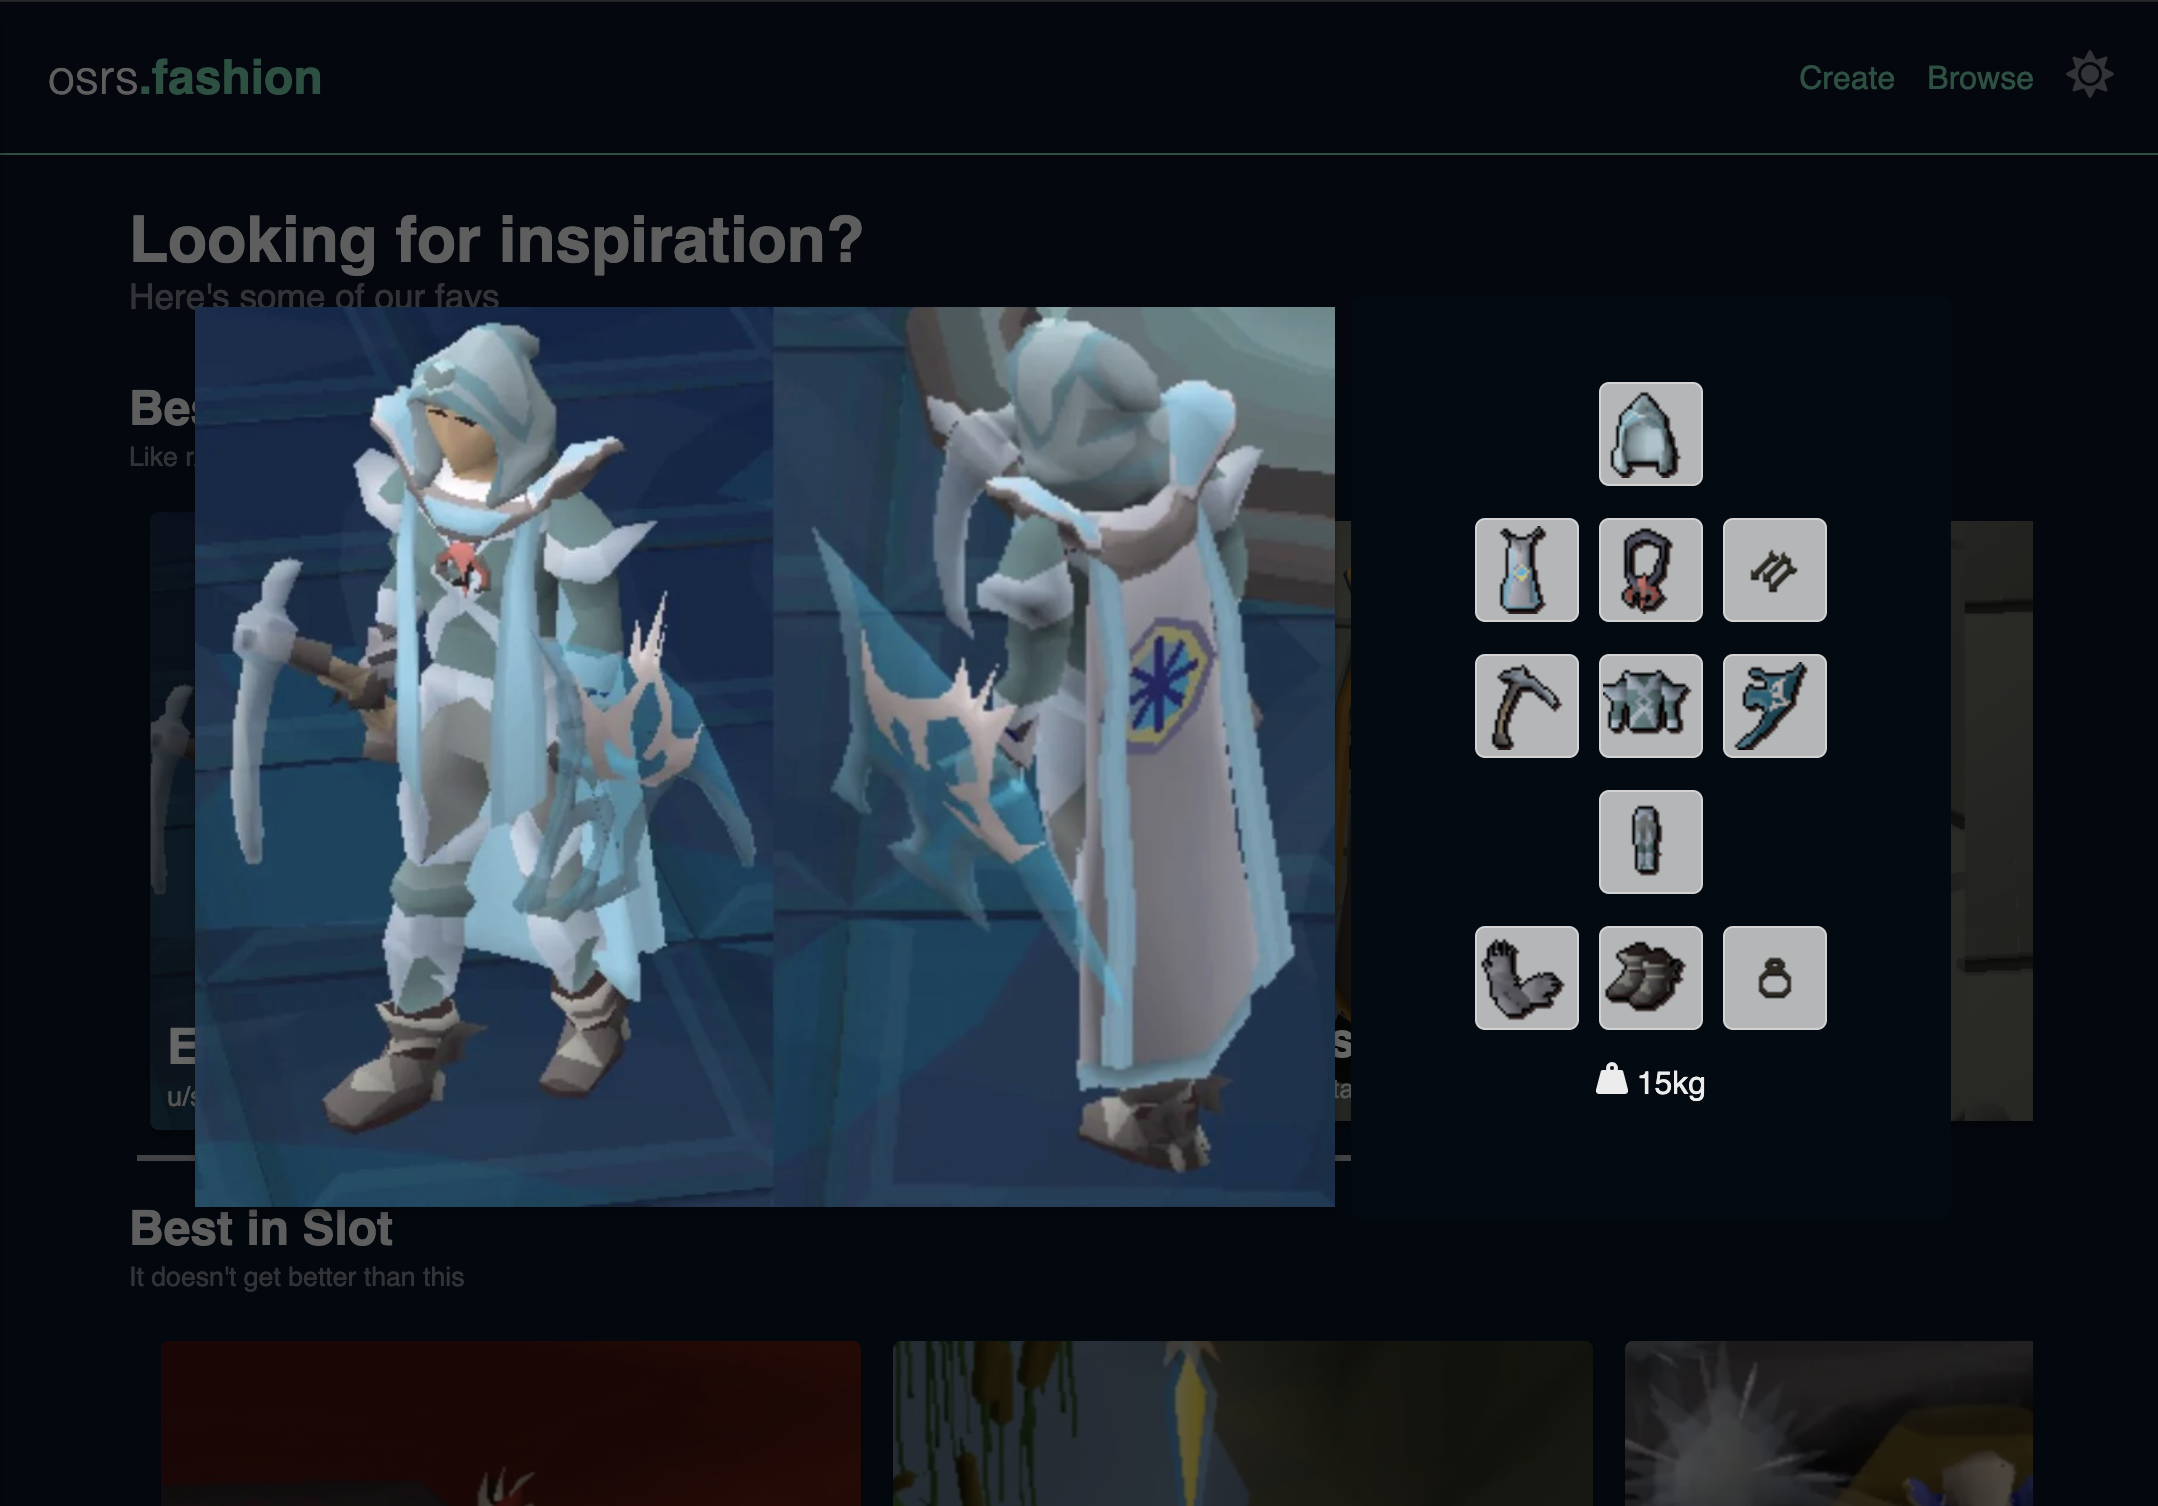 osrs.fashion
Create
Browse
Looking for inspiration?
Here's some of our favs
Like
u/
15kg
Best in Slot
It doesn't get better than this